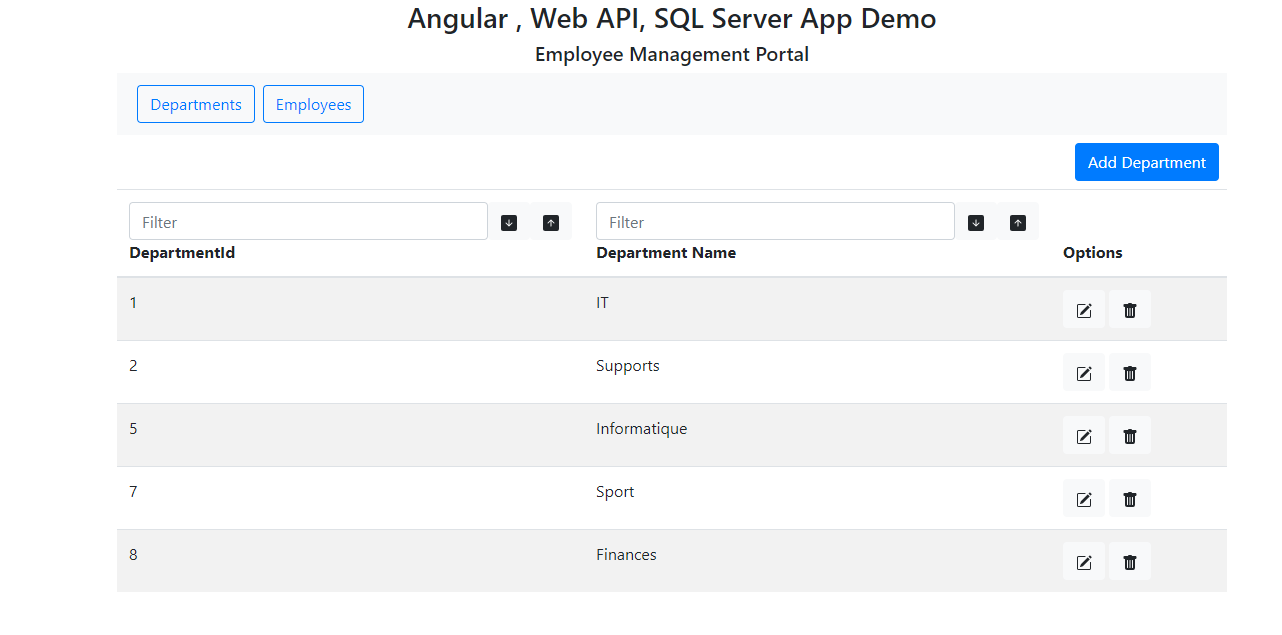 Angular , Web API, SQL Server App Demo
Employee Management Portal
Departments Employees
Add Department
Filter Filter
DepartmentId Department Name Options
1 IT
2 Supports
5 Informatique
7 Sport
8 Finances